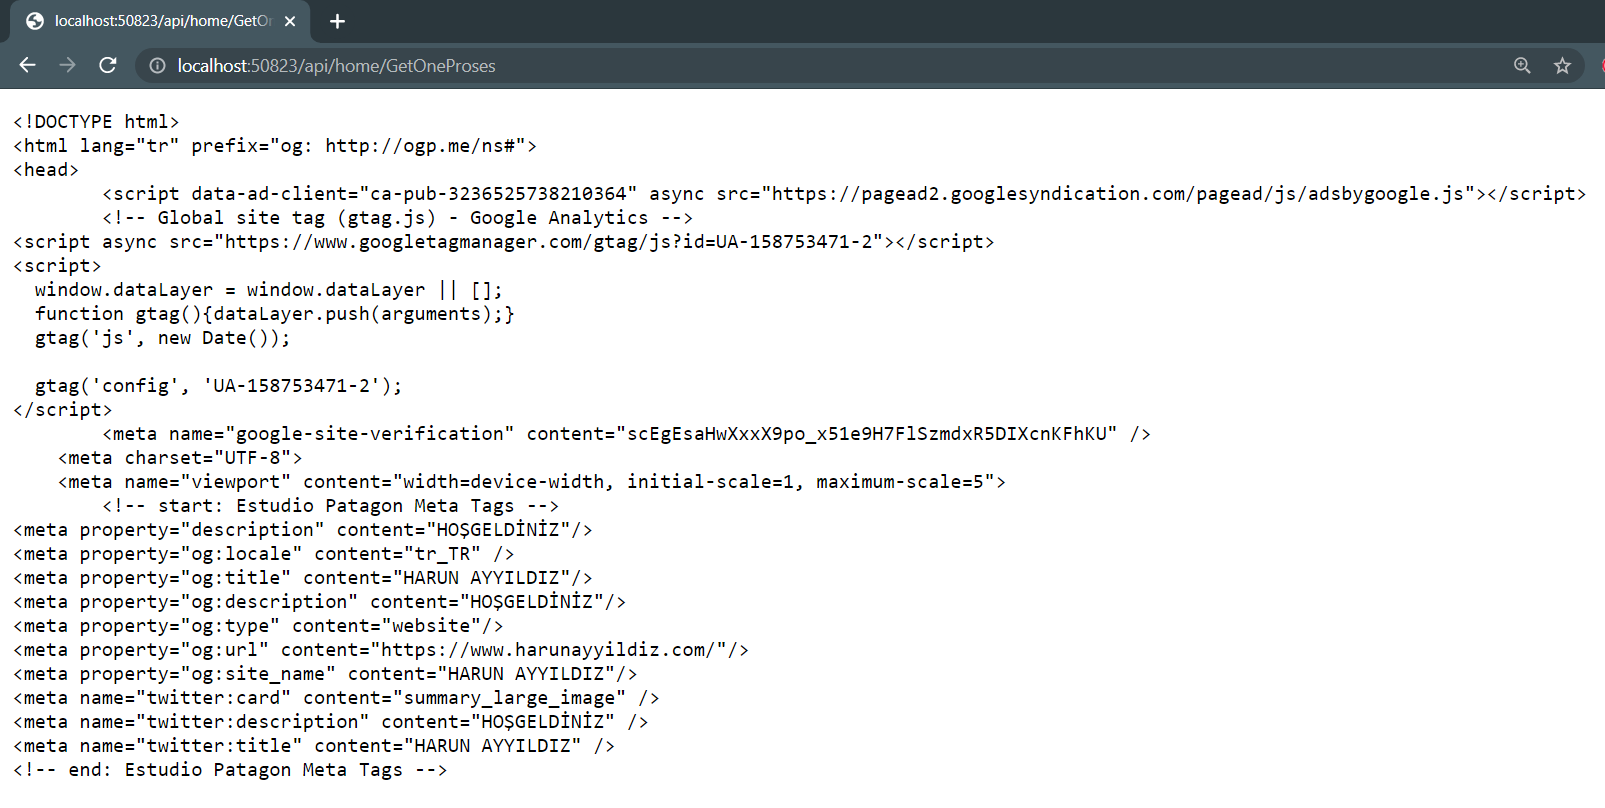 localhost:50823/api/home/GetOn
localhost:50823/api/home/GetOneProses
<!DOCTYPE html>
<html lang="tr" prefix="og: http://ogp.me/ns#">
<head>
<script data-ad-client="ca-pub-3236525738210364" async src="https://pagead2.googlesyndication.com/pagead/js/adsbygoogle.js"></script>
<!-- Global site tag (gtag.js) - Google Analytics -->
<script async src="https://www.googletagmanager.com/gtag/js?id=UA-158753471-2"></script>
<script>
window.dataLayer = window.dataLayer || [];
function gtag(){dataLayer.push(arguments);}
gtag('js', new Date());
gtag('config', 'UA-158753471-2');
</script>
<meta name="google-site-verification" content="scEgEsaHwXxxX9po_x51e9H7FlSzmdxR5DIXcnKFhKU" />
<meta charset="UTF-8">
<meta name="viewport" content="width=device-width, initial-scale=1, maximum-scale=5">
<!-- start: Estudio Patagon Meta Tags -->
<meta property="description" content="HOŞGELDİNİZ"/>
<meta property="og:locale" content="tr_TR" />
<meta property="og:title" content="HARUN AYYILDIZ"/>
<meta property="og:description" content="HOŞGELDİNİZ"/>
<meta property="og:type" content="website"/>
<meta property="og:url" content="https://www.harunayyildiz.com/"/>
<meta property="og:site_name" content="HARUN AYYILDIZ"/>
<meta name="twitter:card" content="summary_large_image" />
<meta name="twitter:description" content="HOŞGELDİNİZ" />
<meta name="twitter:title" content="HARUN AYYILDIZ" />
<!-- end: Estudio Patagon Meta Tags -->